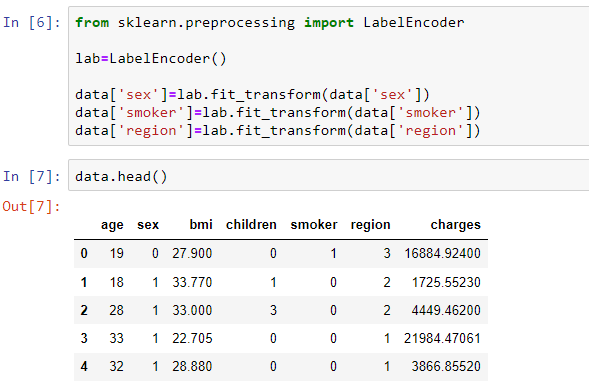 In [6]: from sklearn.preprocessing import LabelEncoder
lab=LabelEncoder()
data['sex']=lab.fit_transform(data['sex'])
data['smoker']=lab.fit_transform(data['smoker'])
data['region']=lab.fit_transform(data['region'])
In [7]: data.head()
Out[7]:
age sex bmi children smoker region charges
0 19 0 27.900 0 1 3 16884.92400
1 18 1 33.770 1 0 2 1725.55230
2 28 1 33.000 3 0 2 4449.46200
3 33 1 22.705 0 0 1 21984.47061
4 32 1 28.880 0 0 1 3866.85520